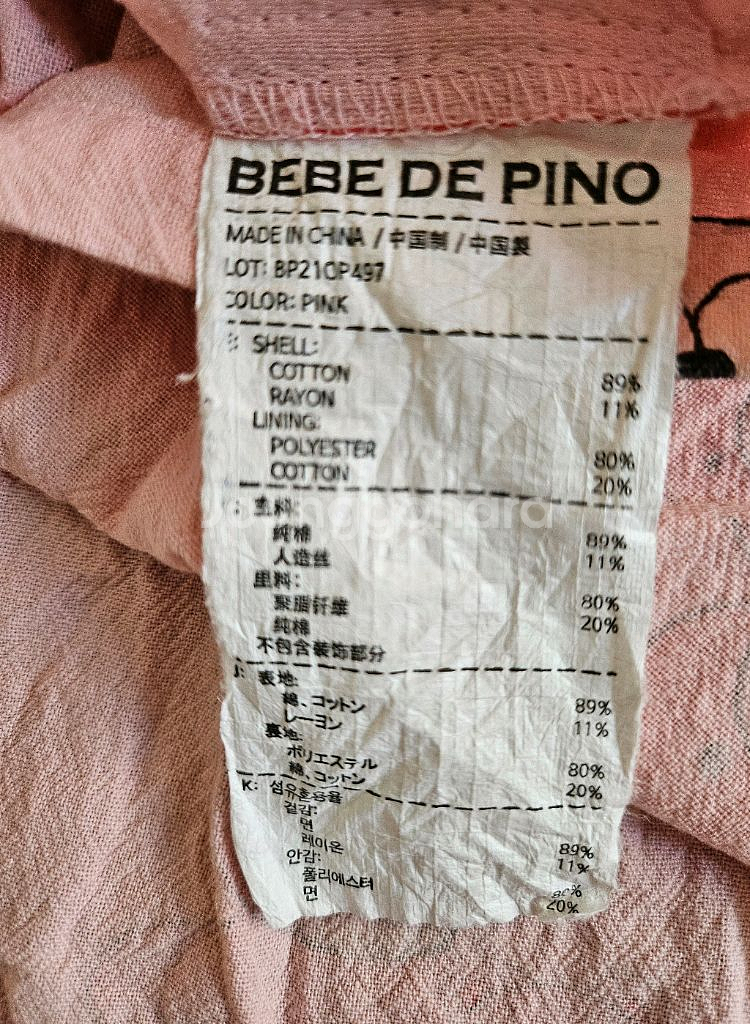 BEBE DE PINO
MADE IN CHINA / 中国制 / 中国製
LOT: BP21OP497
COLOR: PINK
SHELL:
COTTON 89%
RAYON 11%
LINING:
POLYESTER 80%
COTTON 20%
面料:
纯棉 89%
人造丝 11%
里料:
聚脂钎维 80%
纯棉 20%
不包含装饰部分
J: 表地:
綿、コットン 89%
レーヨン 11%
裏地:
ポリエステル 80%
綿、コットン 20%
K: 섬유혼용율
겉감:
면 89%
레이온 11%
안감:
폴리에스터 80%
면 20%